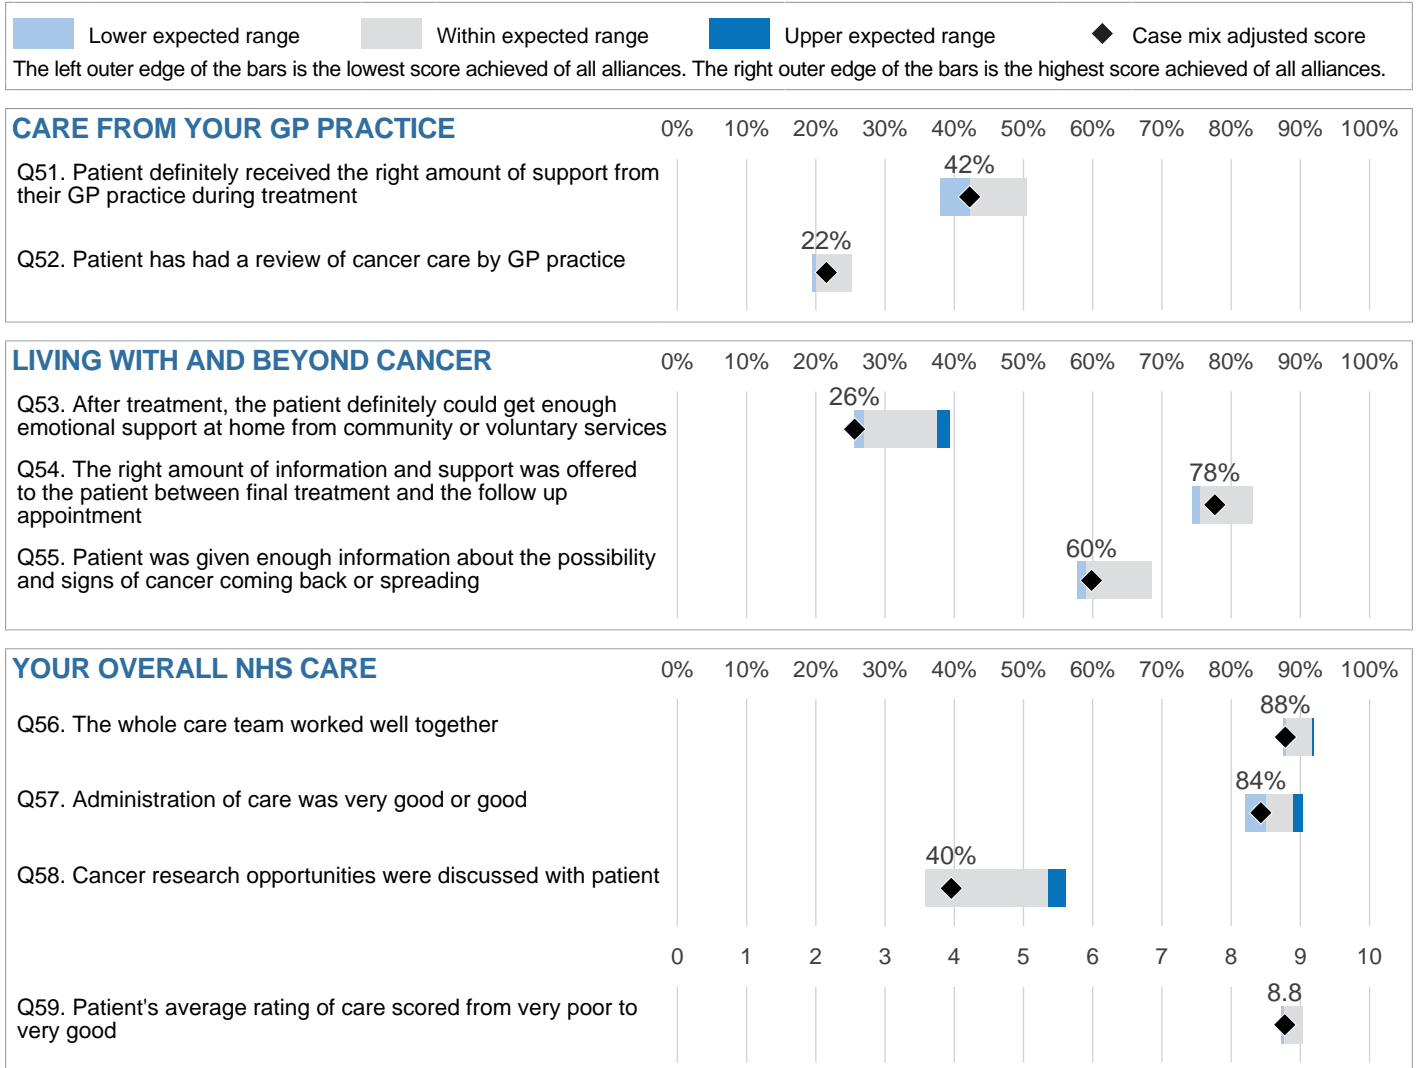 Lower expected range Within expected range Upper expected range Case mix adjusted score
The left outer edge of the bars is the lowest score achieved of all alliances. The right outer edge of the bars is the highest score achieved of all alliances.
CARE FROM YOUR GP PRACTICE 0% 10% 20% 30% 40% 50% 60% 70% 80% 90% 100%
Q51. Patient definitely received the right amount of support from
their GP practice during treatment
42%
Q52. Patient has had a review of cancer care by GP practice
22%
LIVING WITH AND BEYOND CANCER 0% 10% 20% 30% 40% 50% 60% 70% 80% 90% 100%
Q53. After treatment, the patient definitely could get enough
emotional support at home from community or voluntary services
26%
Q54. The right amount of information and support was offered
to the patient between final treatment and the follow up
appointment
78%
Q55. Patient was given enough information about the possibility
and signs of cancer coming back or spreading
60%
YOUR OVERALL NHS CARE 0% 10% 20% 30% 40% 50% 60% 70% 80% 90% 100%
Q56. The whole care team worked well together
88%
Q57. Administration of care was very good or good
84%
Q58. Cancer research opportunities were discussed with patient
40%
0 1 2 3 4 5 6 7 8 9 10
Q59. Patient's average rating of care scored from very poor to
very good
8.8